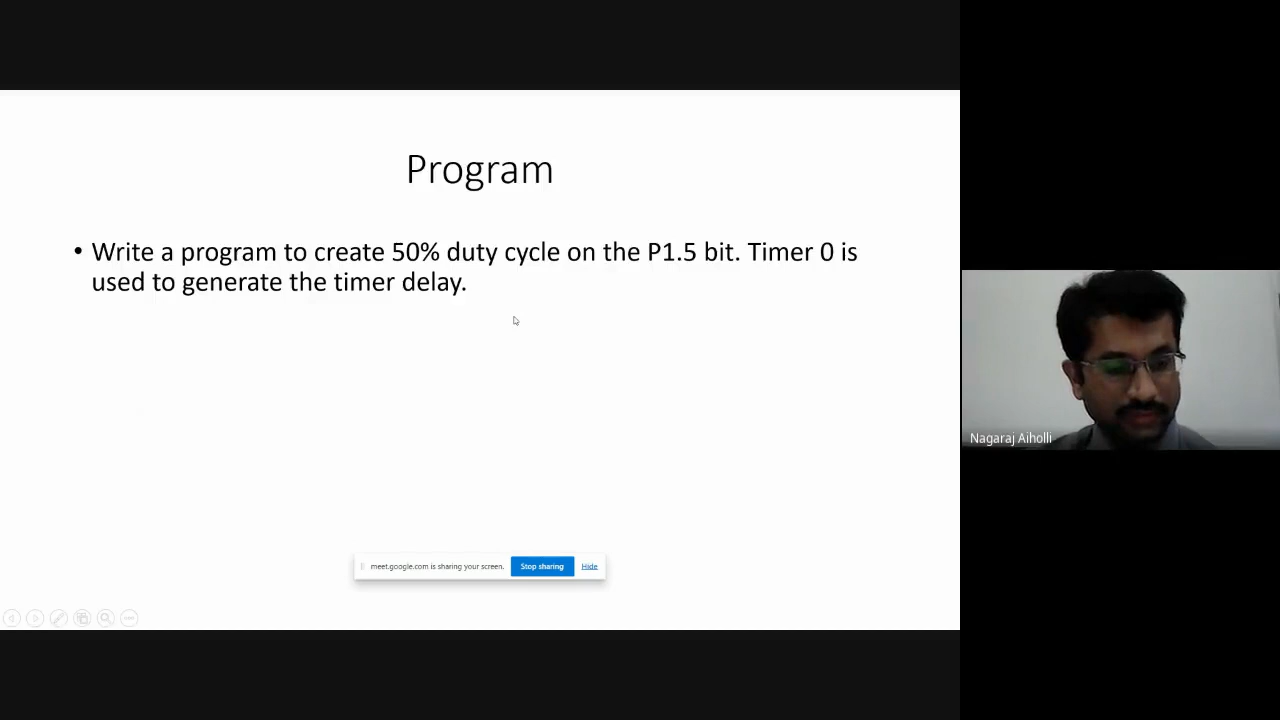 Program
• Write a program to create 50% duty cycle on the P1.5 bit. Timer 0 is
used to generate the timer delay.
Nagaraj Aiholli
meet.google.com is sharing your screen. Stop sharing Hide